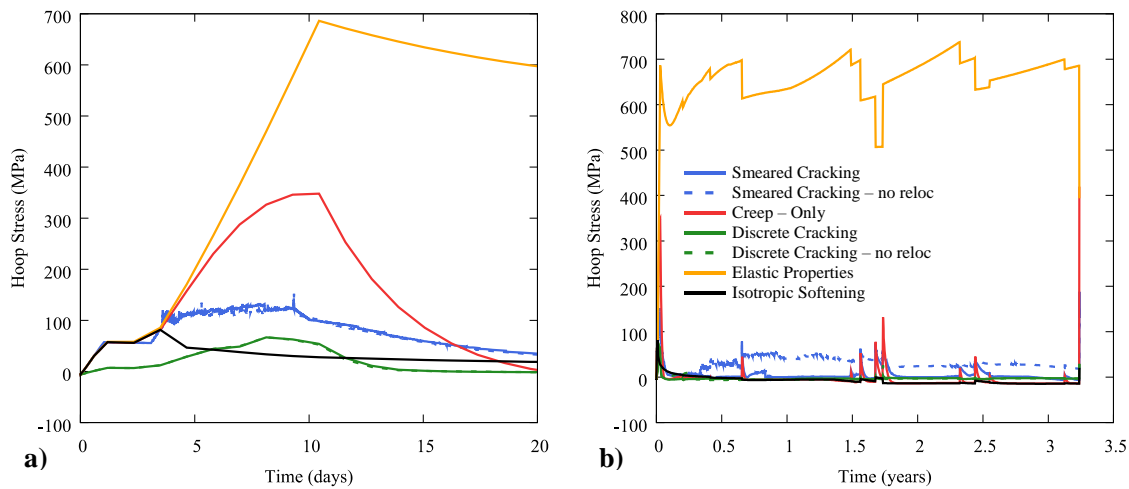 700
600
500
400
300
200
100
0
-100
Hoop Stress (MPa)
0
5
10
15
20
Time (days)
a)
800
700
600
500
400
300
200
100
0
-100
Hoop Stress (MPa)
Smeared Cracking
Smeared Cracking – no reloc
Creep – Only
Discrete Cracking
Discrete Cracking – no reloc
Elastic Properties
Isotropic Softening
0
0.5
1
1.5
2
2.5
3
3.5
Time (years)
b)